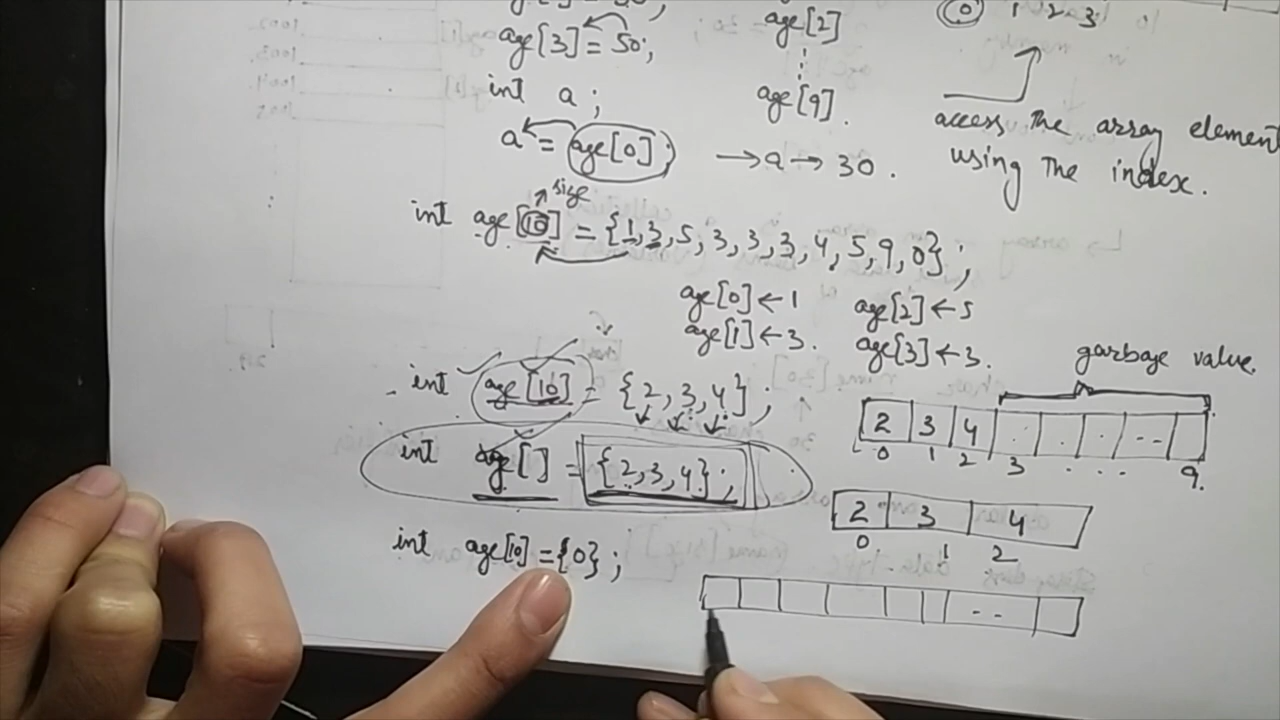 age[3] = 50;
int a;
a = age[0]; → a → 30.
age[2]
age[9].
0 1 2 3
access the array element
using the index.
size
int age[10] = {1,3,5,3,3,3,4,5,9,0};
age[0] ← 1 age[2] ← 5
age[1] ← 3. age[3] ← 3.
garbage value.
int age[10] = {2,3,4};
2 3 4 . . . --
0 1 2 3 . . . . 9.
int age[] = {2,3,4};
2 3 4
0 1 2
int age[10] = {0};
--